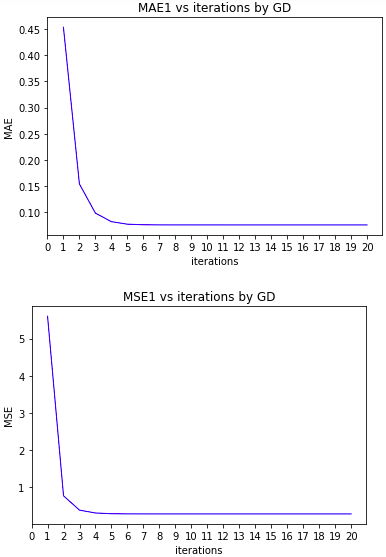 MAE1 vs iterations by GD
0.45
0.40
0.35
0.30
0.25
0.20
0.15
0.10
MAE
0 1 2 3 4 5 6 7 8 9 10 11 12 13 14 15 16 17 18 19 20
iterations
MSE1 vs iterations by GD
5
4
3
2
1
MSE
0 1 2 3 4 5 6 7 8 9 10 11 12 13 14 15 16 17 18 19 20
iterations